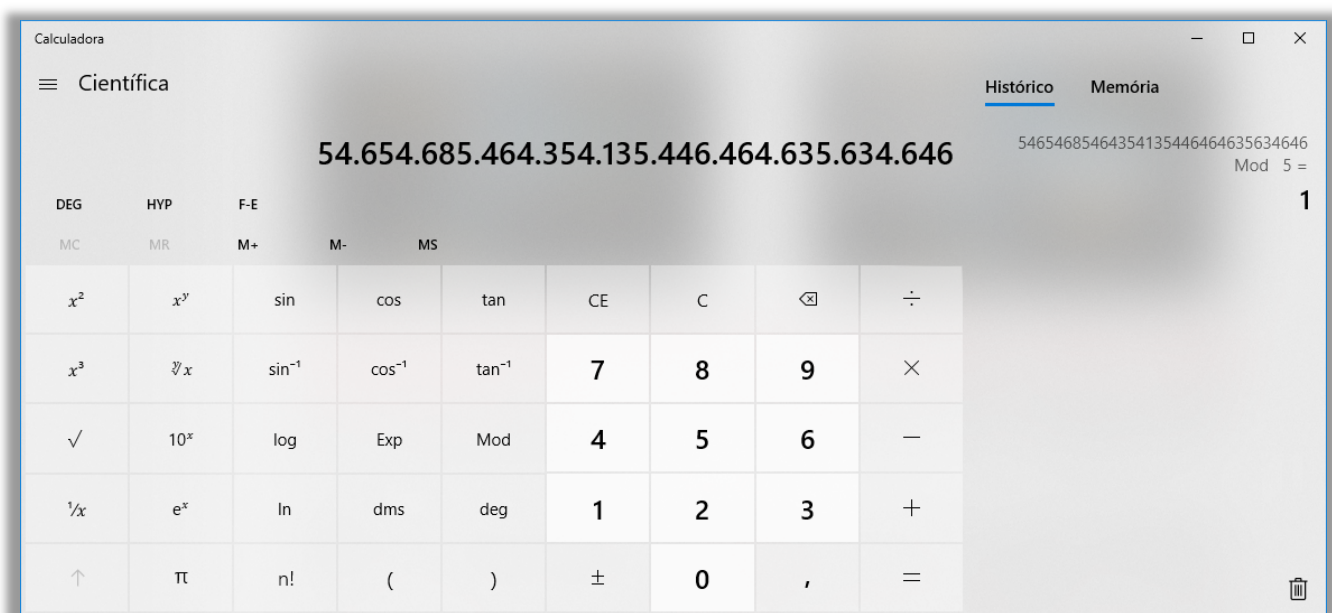 Calculadora
Científica
Histórico Memória
54.654.685.464.354.135.446.464.635.634.646
54654685464354135446464635634646
Mod 5 =
1
DEG HYP F-E
MC MR M+ M- MS
x² xʸ sin cos tan CE C ⌫ ÷
x³ ʸ√x sin⁻¹ cos⁻¹ tan⁻¹ 7 8 9 ×
√ 10ˣ log Exp Mod 4 5 6 −
¹/x eˣ ln dms deg 1 2 3 +
↑ π n! ( ) ± 0 , =